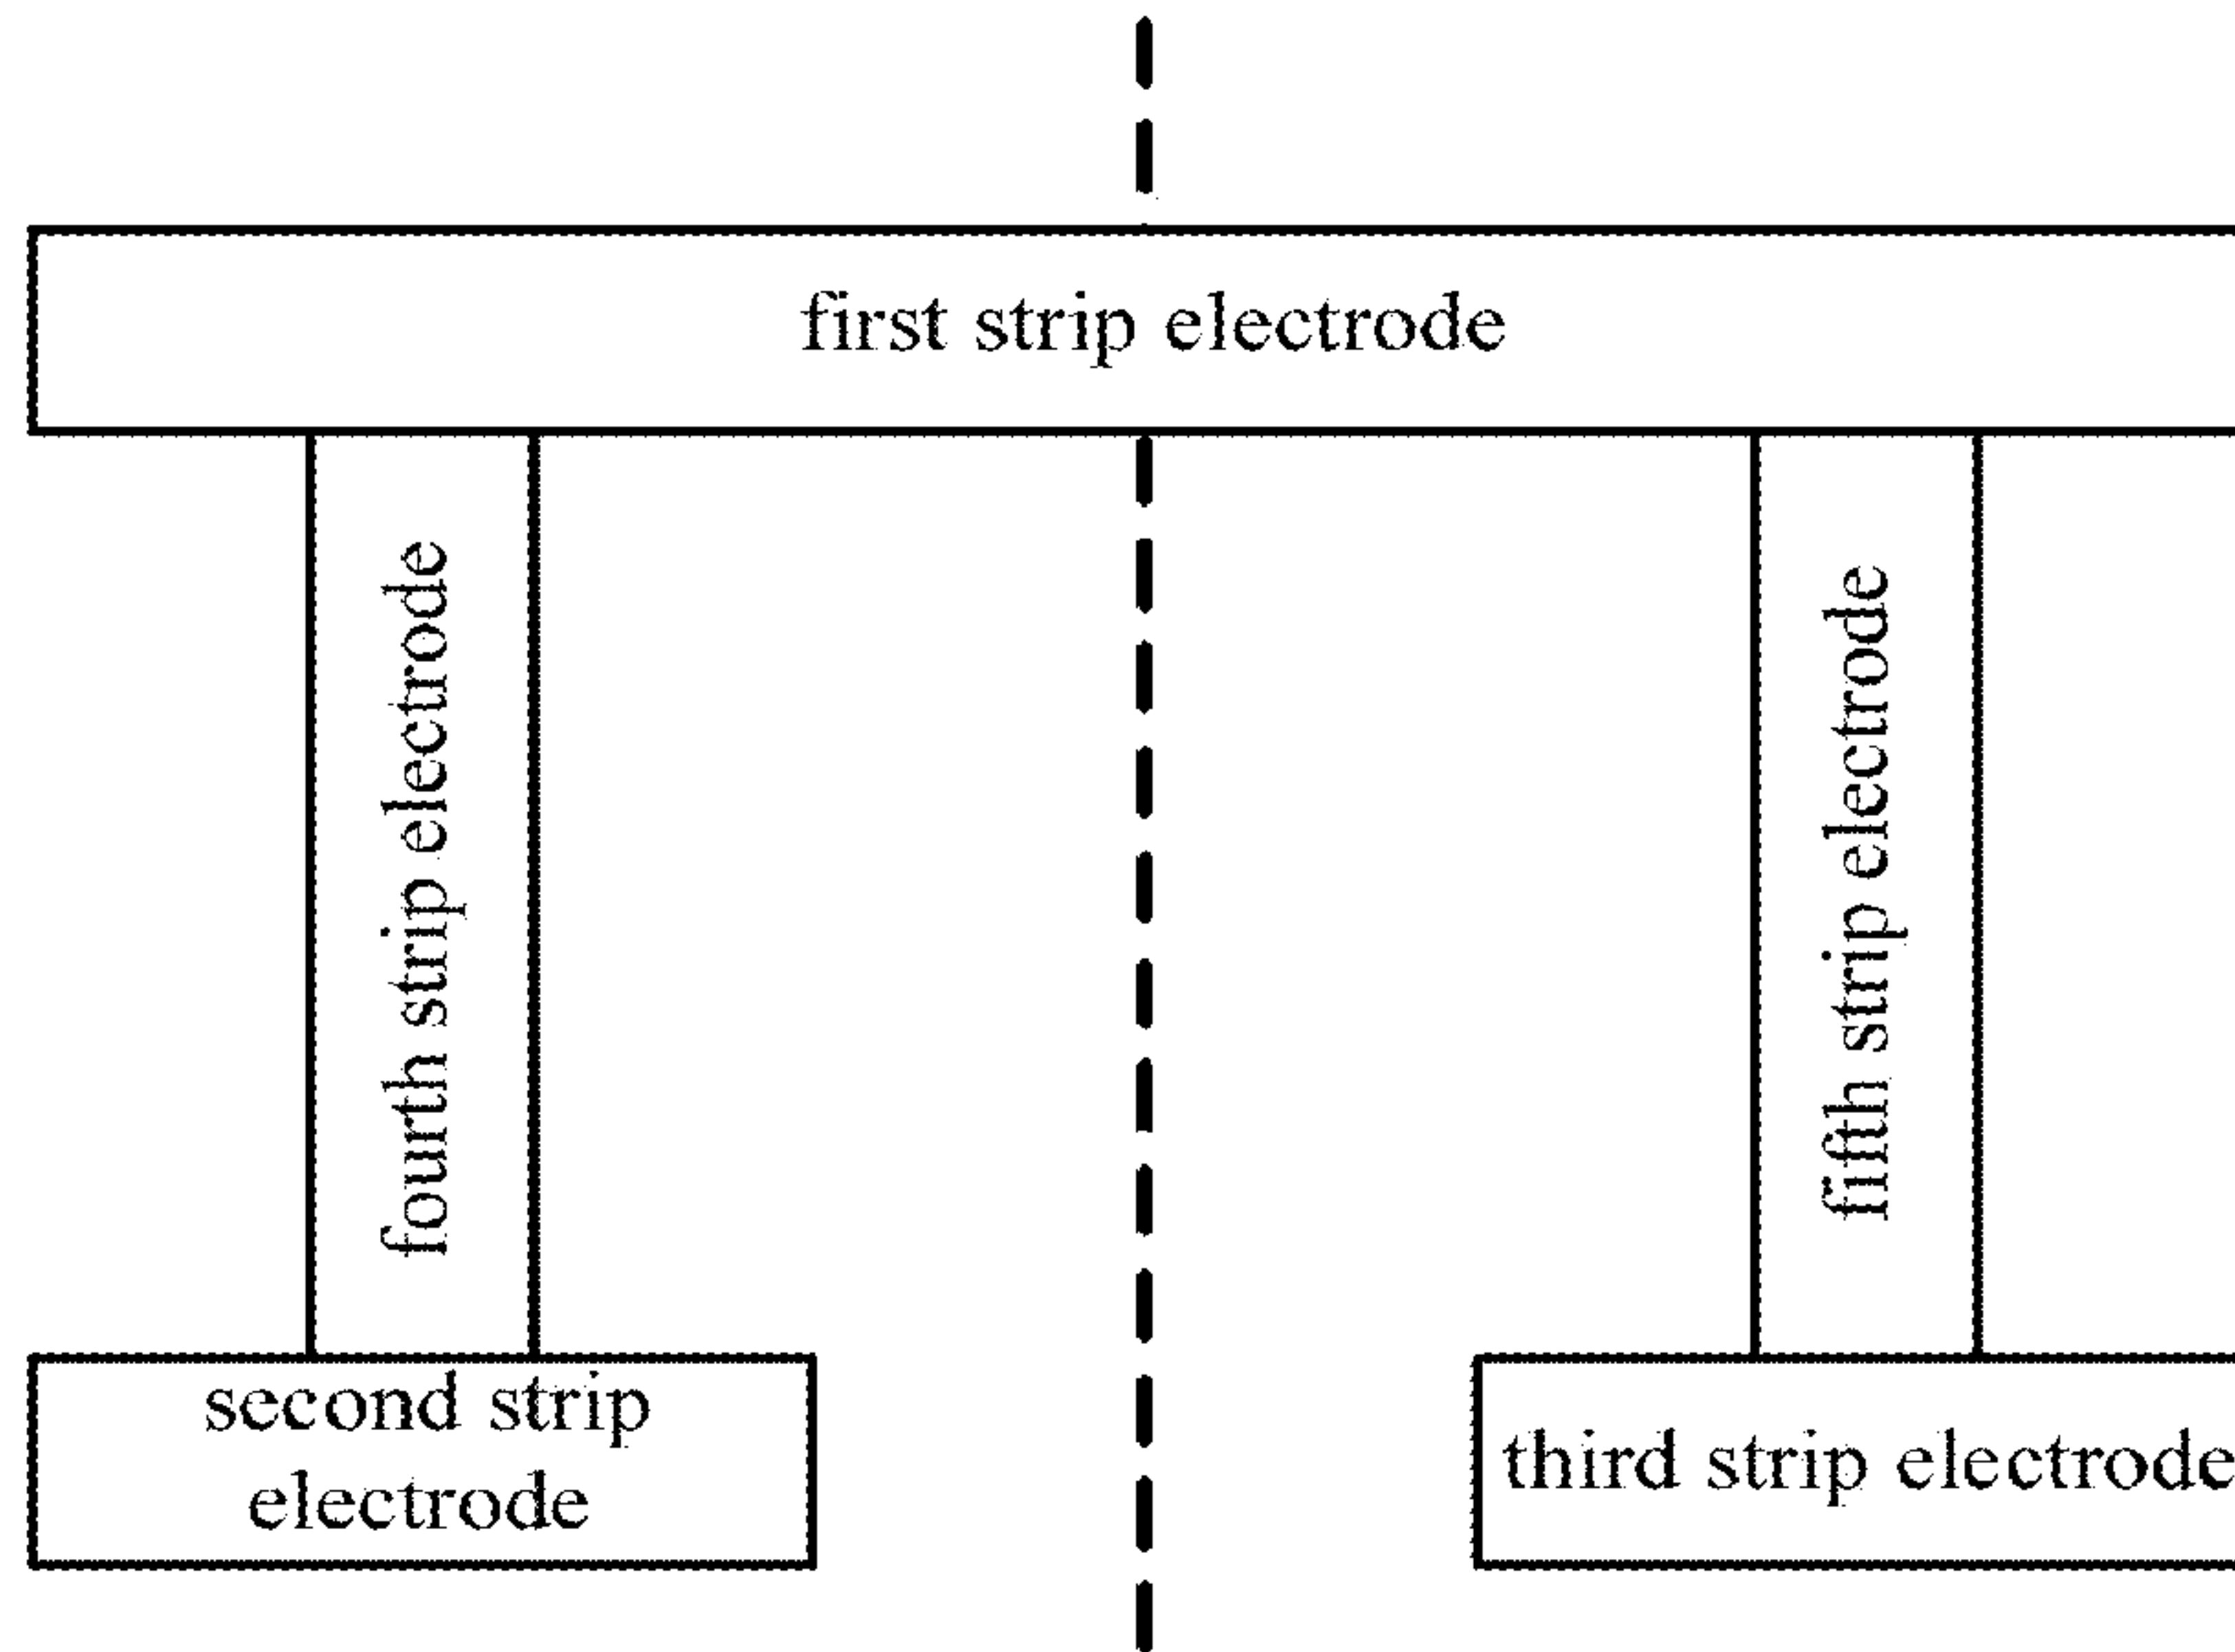 first strip electrode
fourth strip electrode
fifth strip electrode
second strip
electrode
third strip electrode